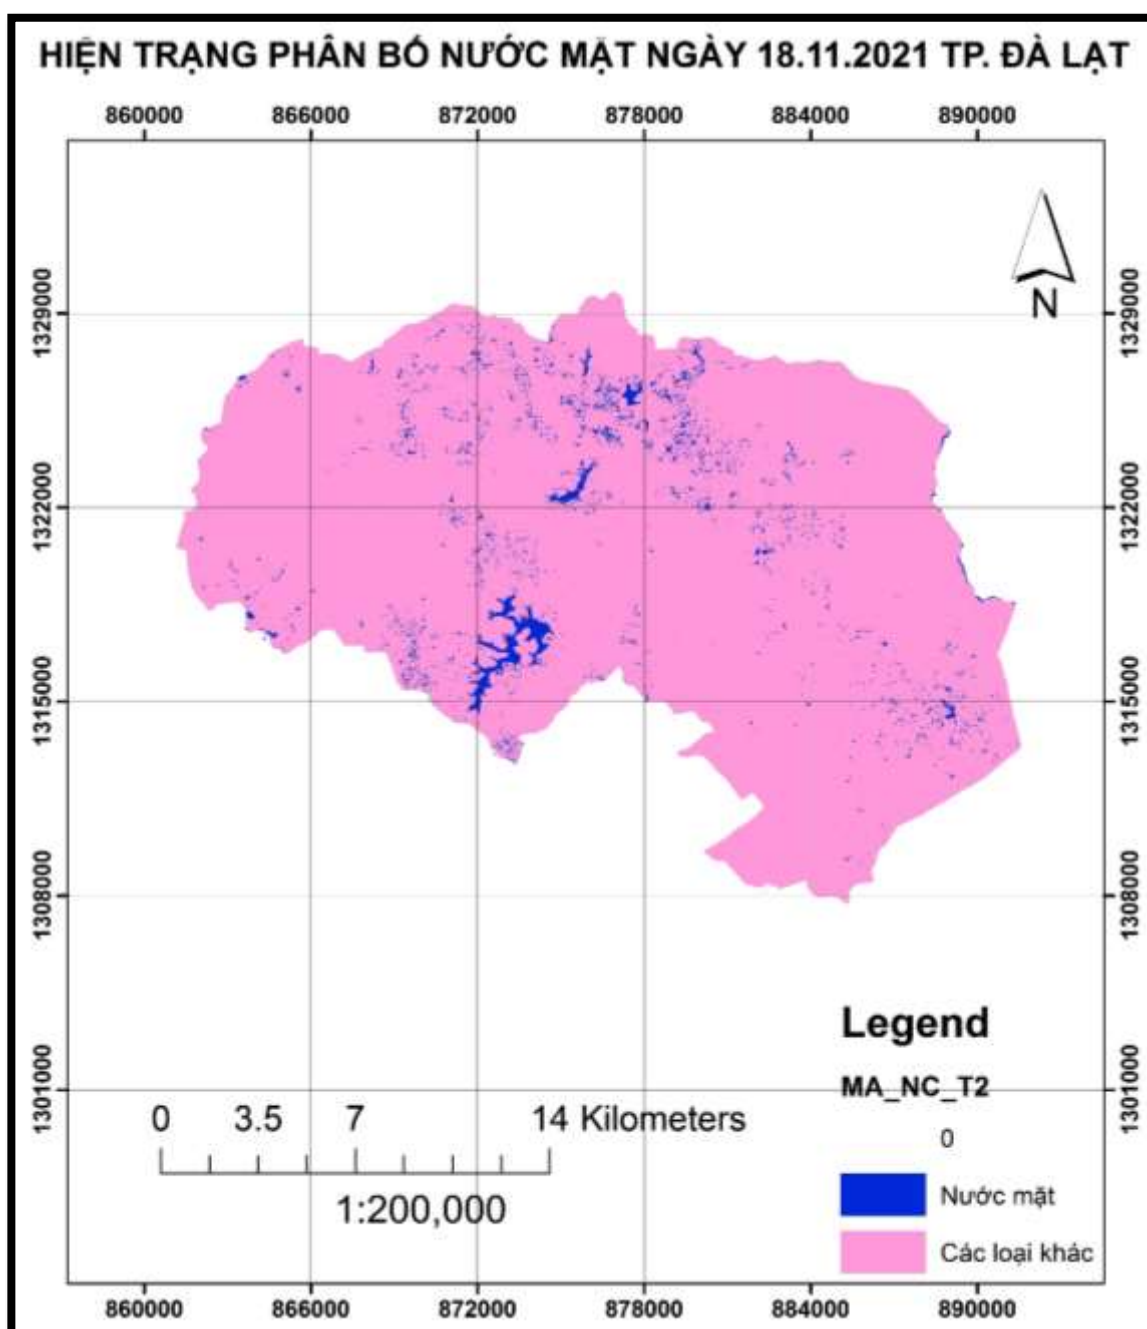 HIỆN TRẠNG PHÂN BỐ NƯỚC MẶT NGÀY 18.11.2021 TP. ĐÀ LẠT
860000 866000 872000 878000 884000 890000
N
1329000 1329000
1322000 1322000
1315000 1315000
1308000 1308000
Legend
MA_NC_T2
1301000 1301000
0 3.5 7 14 Kilometers
0
1:200,000
Nước mặt
Các loại khác
860000 866000 872000 878000 884000 890000